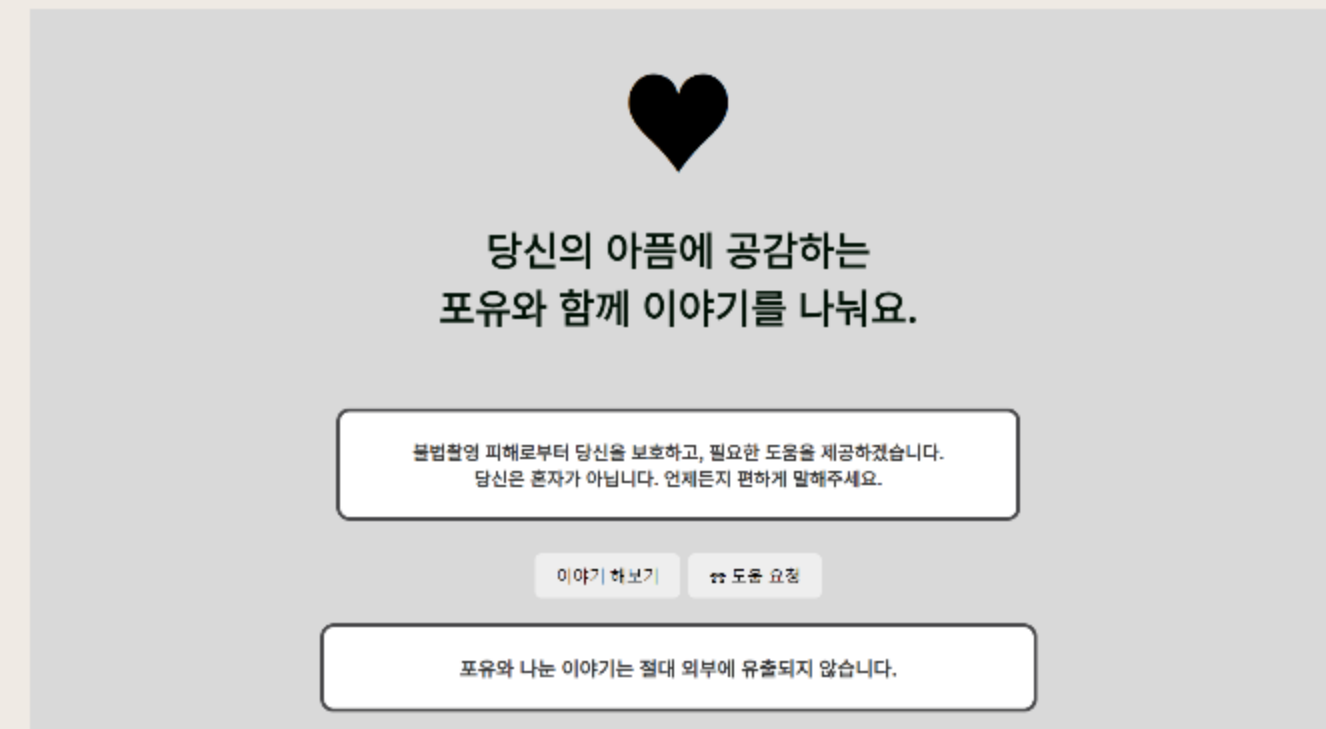 당신의 아픔에 공감하는
포유와 함께 이야기를 나눠요.
불법촬영 피해로부터 당신을 보호하고, 필요한 도움을 제공하겠습니다.
당신은 혼자가 아닙니다. 언제든지 편하게 말해주세요.
이야기 해보기
도움 요청
포유와 나눈 이야기는 절대 외부에 유출되지 않습니다.